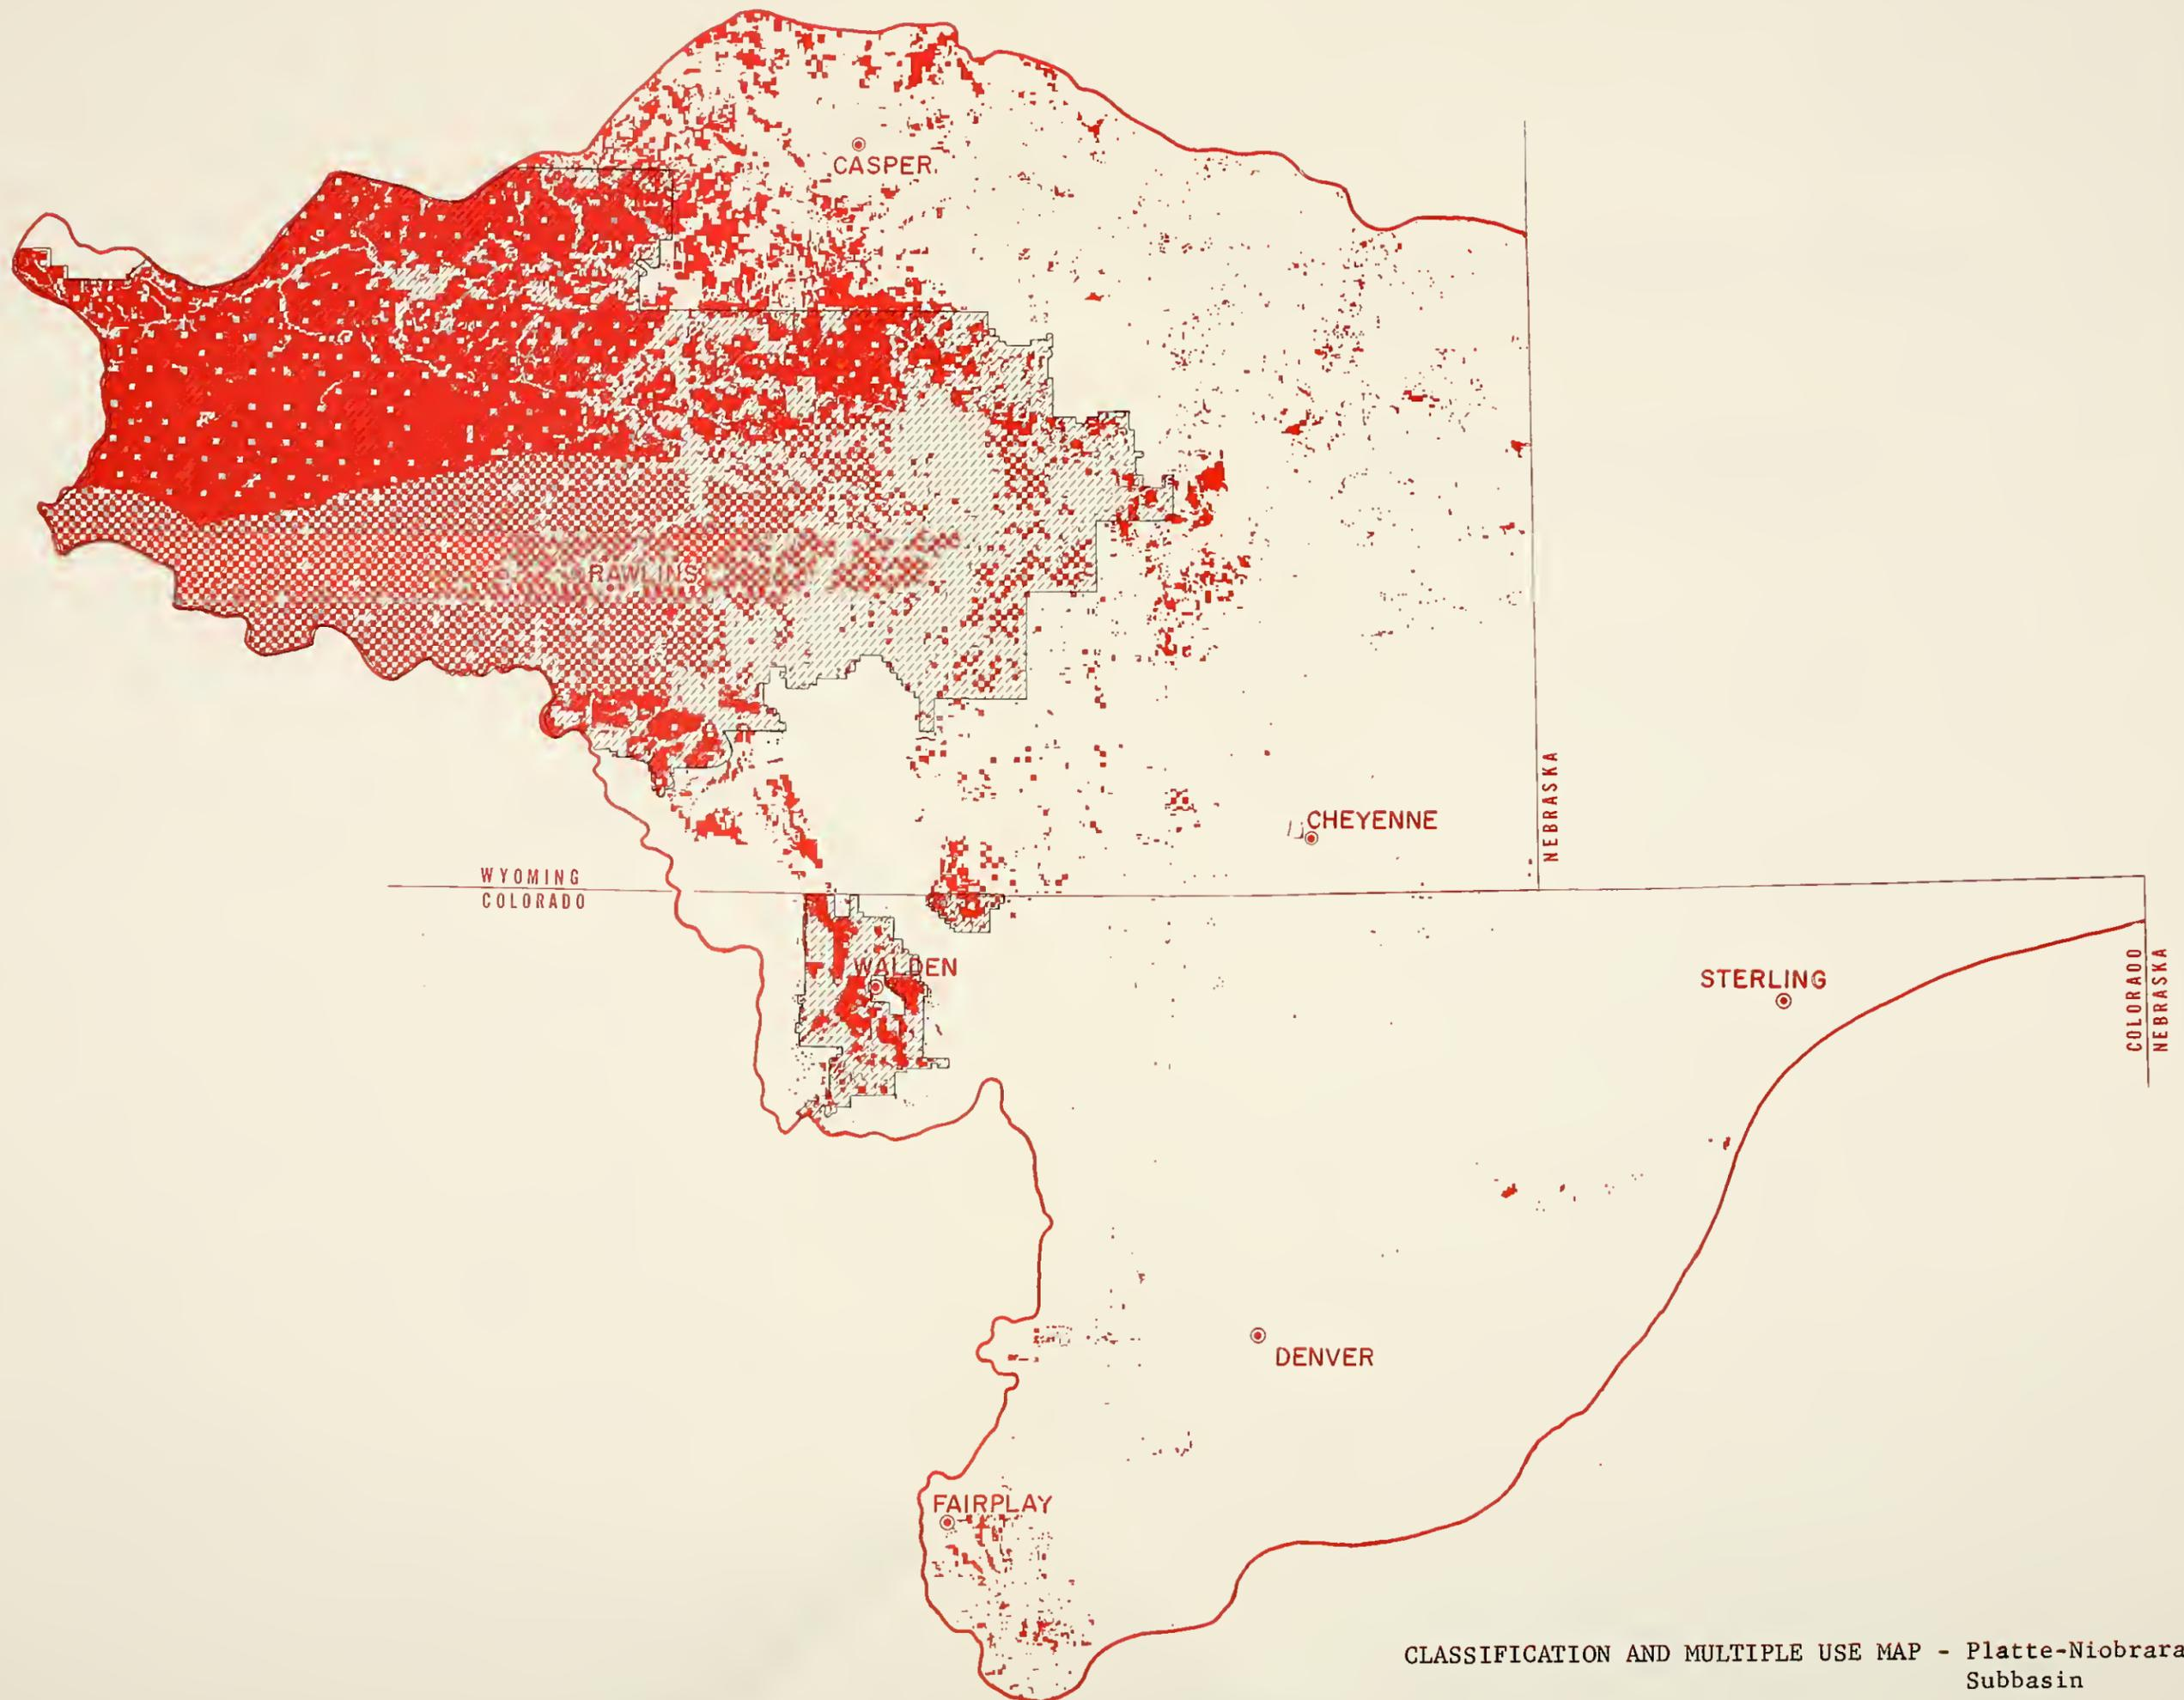 CASPER
RAWLINS
NEBRASKA
CHEYENNE
WYOMING
COLORADO
WALDEN
STERLING
COLORADO
NEBRASKA
DENVER
FAIRPLAY
CLASSIFICATION AND MULTIPLE USE MAP - Platte-Niobrara
Subbasin